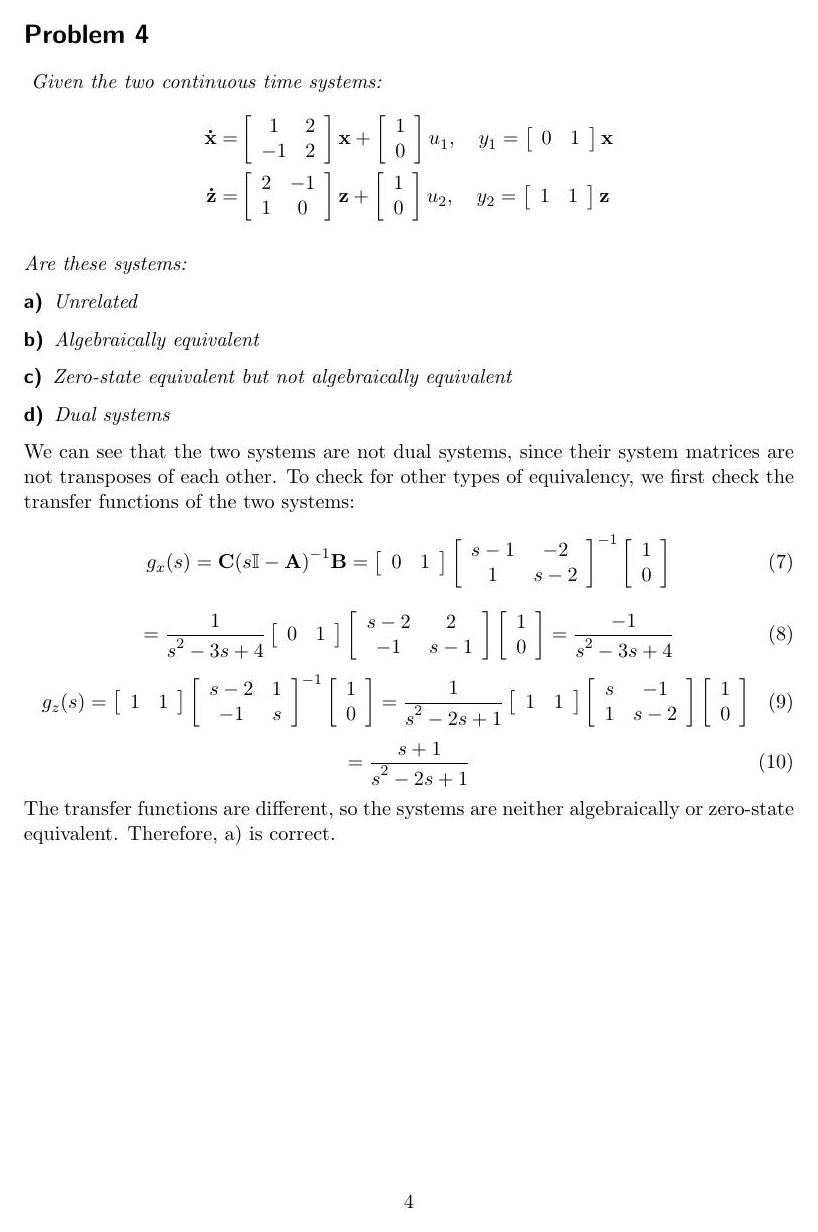 Problem 4
Given the two continuous time systems:
ẋ = [ 1 2 ; −1 2 ] x + [ 1 ; 0 ] u₁, y₁ = [ 0 1 ] x
ż = [ 2 −1 ; 1 0 ] z + [ 1 ; 0 ] u₂, y₂ = [ 1 1 ] z
Are these systems:
a) Unrelated
b) Algebraically equivalent
c) Zero-state equivalent but not algebraically equivalent
d) Dual systems
We can see that the two systems are not dual systems, since their system matrices are
not transposes of each other. To check for other types of equivalency, we first check the
transfer functions of the two systems:
gₓ(s) = C(s𝕀 − A)⁻¹B = [ 0 1 ] [ s − 1 −2 ; 1 s − 2 ]⁻¹ [ 1 ; 0 ] (7)
= 1/(s² − 3s + 4) [ 0 1 ] [ s − 2 2 ; −1 s − 1 ] [ 1 ; 0 ] = −1/(s² − 3s + 4) (8)
g_z(s) = [ 1 1 ] [ s − 2 1 ; −1 s ]⁻¹ [ 1 ; 0 ] = 1/(s² − 2s + 1) [ 1 1 ] [ s −1 ; 1 s − 2 ] [ 1 ; 0 ] (9)
= (s + 1)/(s² − 2s + 1) (10)
The transfer functions are different, so the systems are neither algebraically or zero-state
equivalent. Therefore, a) is correct.
4